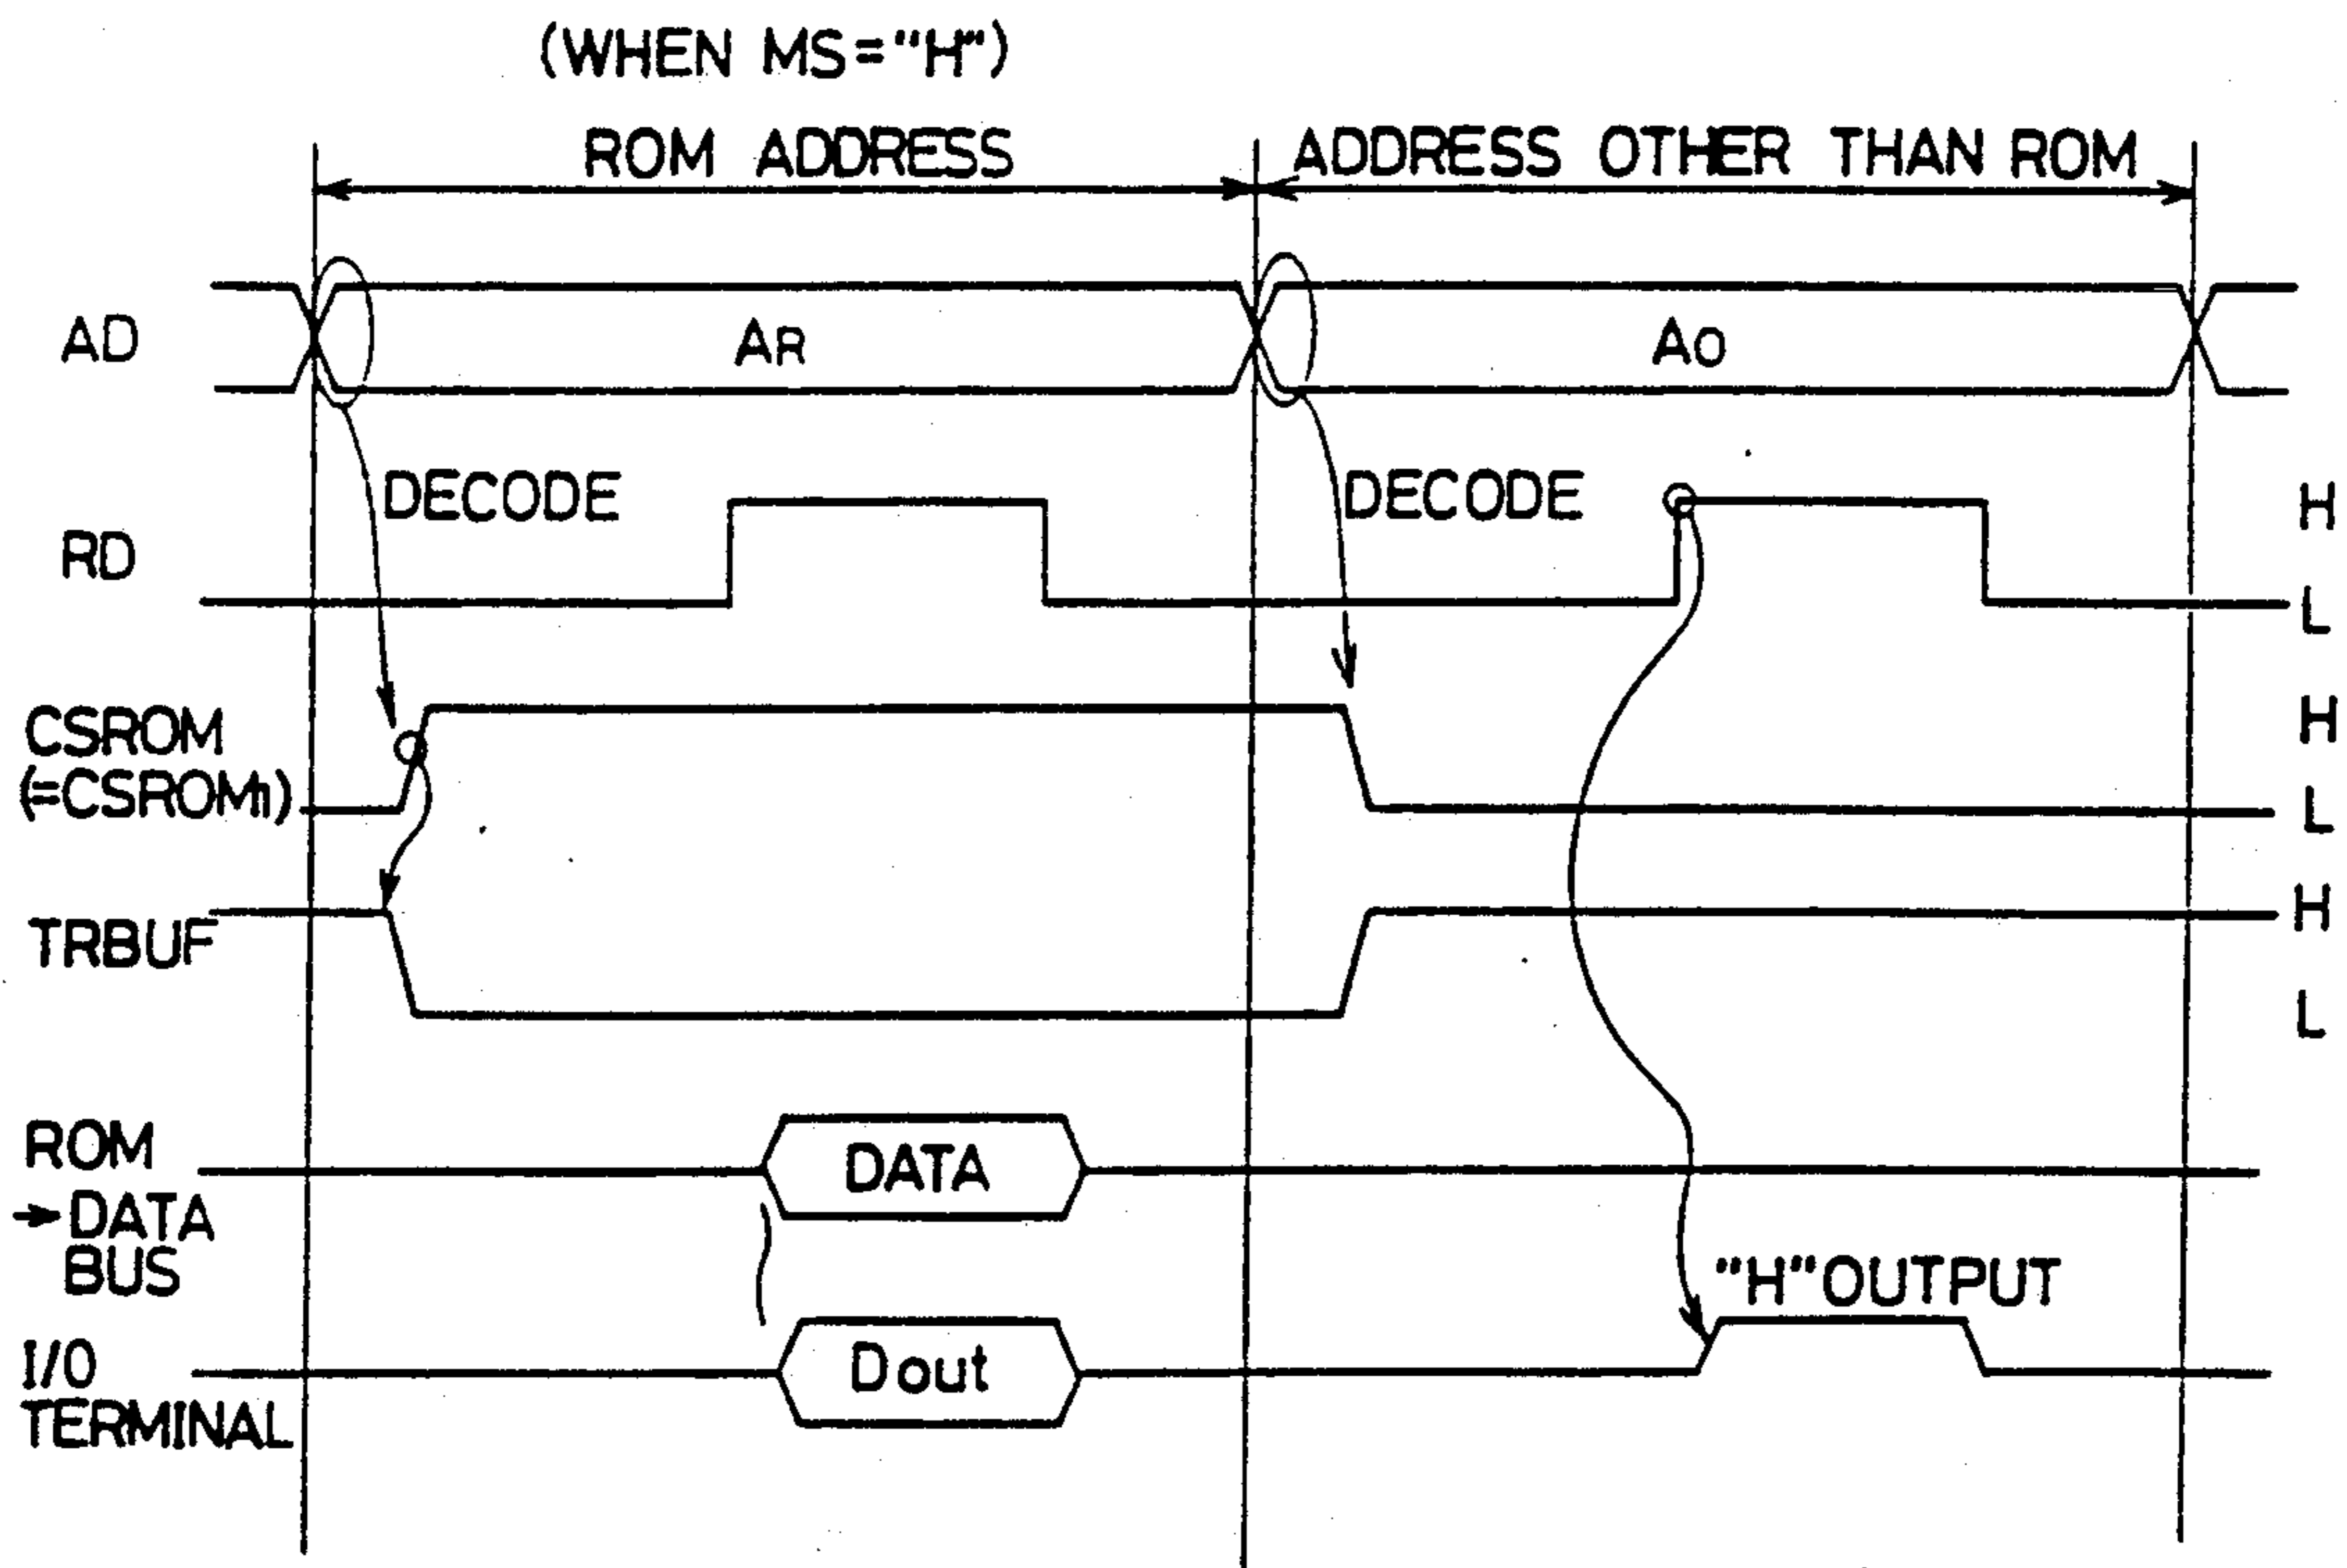 (WHEN MS="H")
ROM ADDRESS
ADDRESS OTHER THAN ROM
AD
AR
AO
DECODE
DECODE
RD
H
L
CSROM
(=CSROMh)
H
L
TRBUF
H
L
ROM
→DATA
BUS
DATA
"H"OUTPUT
I/O
TERMINAL
Dout